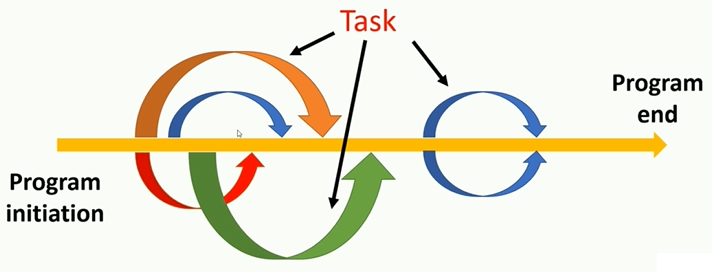 Task
Program
end
Program
initiation